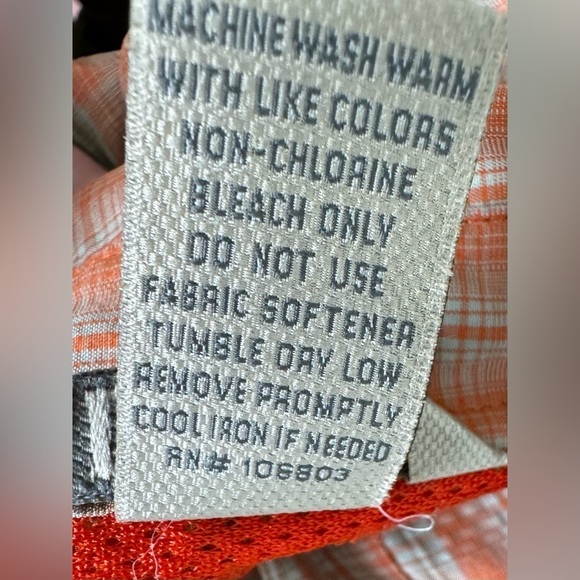 MACHINE WASH WARM
WITH LIKE COLORS
NON-CHLORINE
BLEACH ONLY
DO NOT USE
FABRIC SOFTENER
TUMBLE DRY LOW
REMOVE PROMPTLY
COOL IRON IF NEEDED
RN# 106803